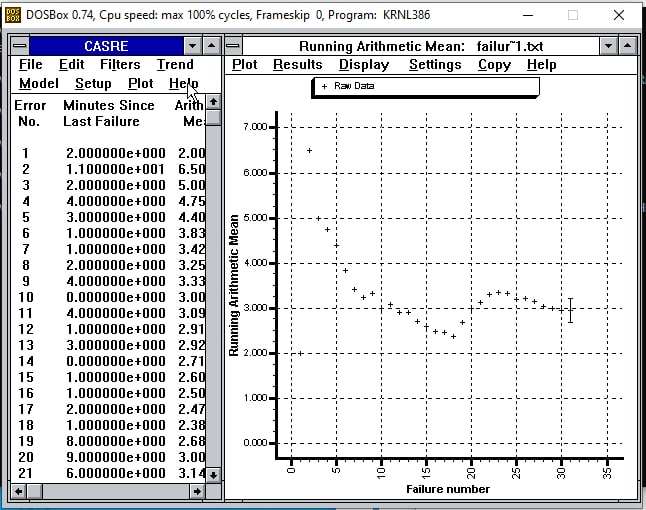 DOSBox 0.74, Cpu speed: max 100% cycles, Frameskip 0, Program: KRNL386
CASRE
File Edit Filters Trend
Model Setup Plot Help
Error Minutes Since Arith
No. Last Failure Me
1 2.000000e+000 2.00
2 1.100000e+001 6.50
3 2.000000e+000 5.00
4 4.000000e+000 4.75
5 3.000000e+000 4.40
6 1.000000e+000 3.83
7 1.000000e+000 3.42
8 2.000000e+000 3.25
9 4.000000e+000 3.33
10 0.000000e+000 3.00
11 4.000000e+000 3.09
12 1.000000e+000 2.91
13 3.000000e+000 2.92
14 0.000000e+000 2.71
15 1.000000e+000 2.60
16 1.000000e+000 2.50
17 2.000000e+000 2.47
18 1.000000e+000 2.38
19 8.000000e+000 2.68
20 9.000000e+000 3.00
21 6.000000e+000 3.14
Running Arithmetic Mean: failur~1.txt
Plot Results Display Settings Copy Help
Raw Data
Running Arithmetic Mean
7.000
6.000
5.000
4.000
3.000
2.000
1.000
0.000
0 5 10 15 20 25 30 35
Failure number